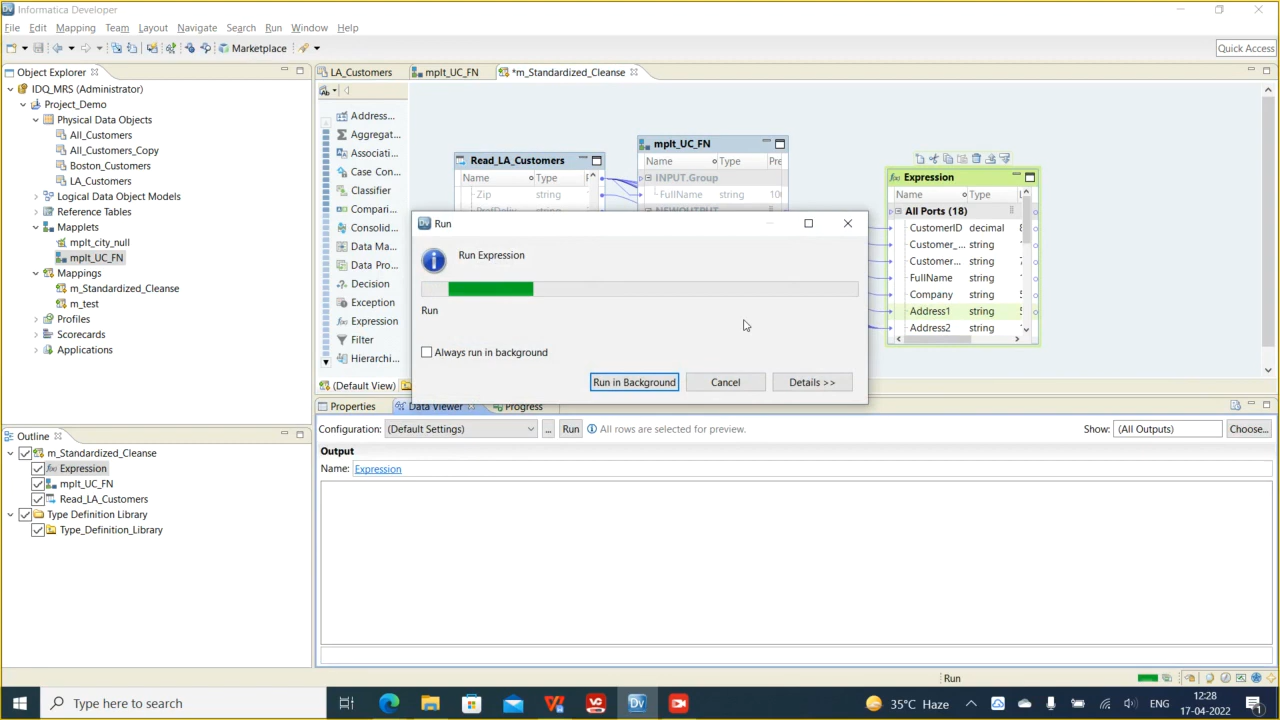 Informatica Developer
File Edit Mapping Team Layout Navigate Search Run Window Help
Marketplace
Quick Access
Object Explorer
IDQ_MRS (Administrator)
Project_Demo
Physical Data Objects
All_Customers
All_Customers_Copy
Boston_Customers
LA_Customers
Logical Data Object Models
Reference Tables
Mapplets
mplt_city_null
mplt_UC_FN
Mappings
m_Standardized_Cleanse
m_test
Profiles
Scorecards
Applications
Outline
m_Standardized_Cleanse
Expression
mplt_UC_FN
Read_LA_Customers
Type Definition Library
Type_Definition_Library
LA_Customers mplt_UC_FN *m_Standardized_Cleanse
Address...
Aggregat...
Associati...
Case Con...
Classifier
Compari...
Consolid...
Data Ma...
Data Pro...
Decision
Exception
Expression
Filter
Hierarchi...
(Default View)
Read_LA_Customers
Name Type
Zip string
mplt_UC_FN
Name Type Pre
INPUT.Group
FullName string 100
Expression
Name Type
All Ports (18)
CustomerID decimal
Customer_... string
Customer... string
FullName string
Company string
Address1 string
Address2 string
Run
Run Expression
Run
Always run in background
Run in Background Cancel Details >>
Properties Data Viewer Progress
Configuration: (Default Settings) ... Run All rows are selected for preview. Show: (All Outputs) Choose...
Output
Name: Expression
Run
Type here to search
35°C Haze ENG 12:28
17-04-2022